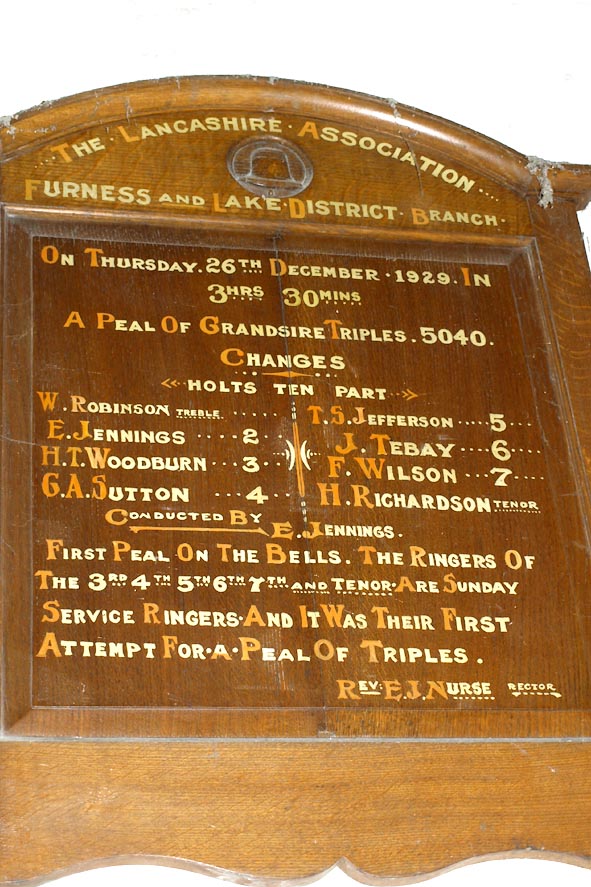 THE · LANCASHIRE · ASSOCIATION....
FURNESS AND LAKE · DISTRICT · BRANCH ·
ON THURSDAY. 26TH DECEMBER · 1929. IN
3HRS 30MINS
A PEAL OF GRANDSIRE TRIPLES. 5040.
CHANGES
HOLTS TEN PART
W. ROBINSON TREBLE ...... T.S. JEFFERSON .... 5
E. JENNINGS .... 2 J. TEBAY .... 6
H.T. WOODBURN ... 3 F. WILSON .... 7
G.A. SUTTON ... 4 H. RICHARDSON TENOR
CONDUCTED BY E. JENNINGS.
FIRST PEAL ON THE BELLS. THE RINGERS OF
THE 3RD 4TH 5TH 6TH 7TH AND TENOR · ARE SUNDAY
SERVICE RINGERS · AND IT WAS THEIR FIRST
ATTEMPT FOR · A · PEAL OF TRIPLES.
REV: E.J. NURSE RECTOR